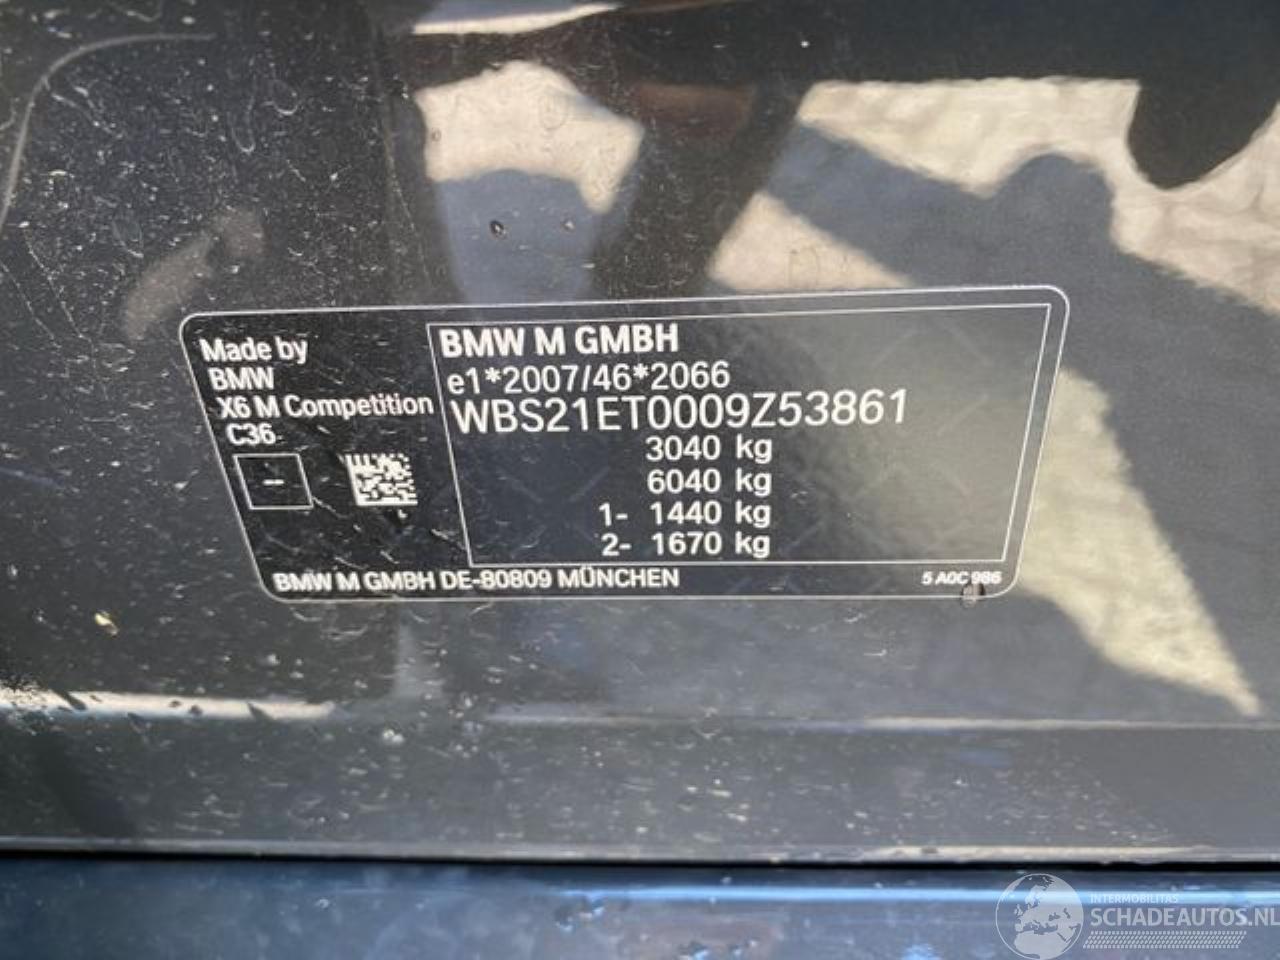 Made by
BMW
X6 M Competition
C36
--
BMW M GMBH
e1*2007/46*2066
WBS21ET0009Z53861
3040 kg
6040 kg
1- 1440 kg
2- 1670 kg
BMW M GMBH DE-80809 MÜNCHEN
5 A0C 986
INTERMOBILITAS
SCHADEAUTOS.NL